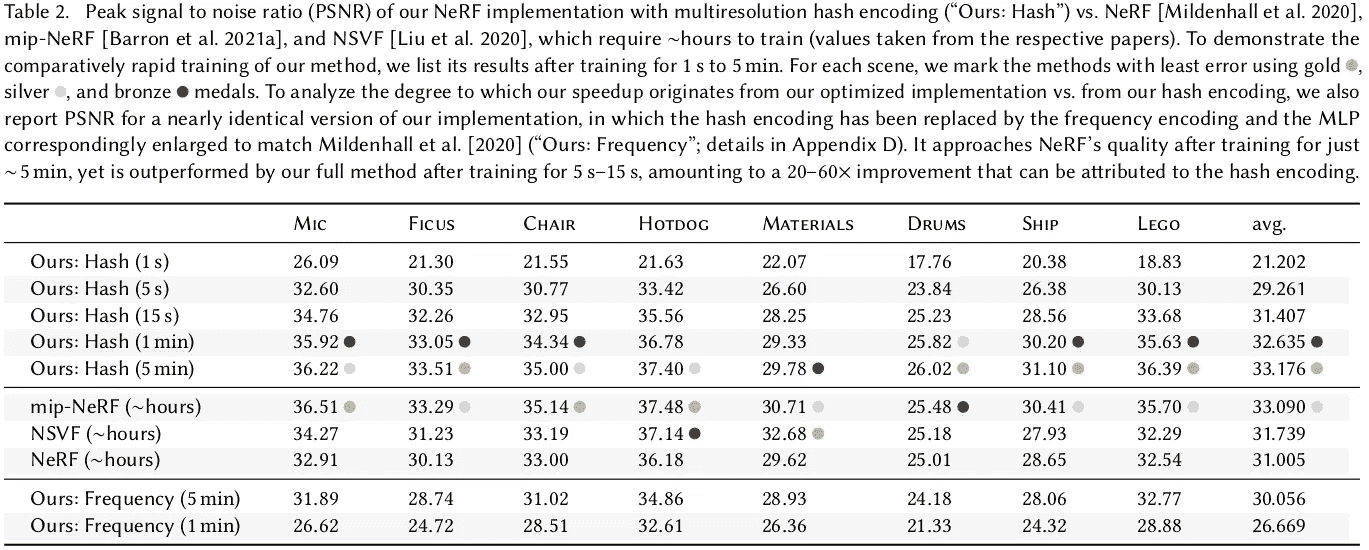 Table 2. Peak signal to noise ratio (PSNR) of our NeRF implementation with multiresolution hash encoding (“Ours: Hash”) vs. NeRF [Mildenhall et al. 2020],
mip-NeRF [Barron et al. 2021a], and NSVF [Liu et al. 2020], which require ~hours to train (values taken from the respective papers). To demonstrate the
comparatively rapid training of our method, we list its results after training for 1 s to 5 min. For each scene, we mark the methods with least error using gold ●,
silver ●, and bronze ● medals. To analyze the degree to which our speedup originates from our optimized implementation vs. from our hash encoding, we also
report PSNR for a nearly identical version of our implementation, in which the hash encoding has been replaced by the frequency encoding and the MLP
correspondingly enlarged to match Mildenhall et al. [2020] (“Ours: Frequency”; details in Appendix D). It approaches NeRF’s quality after training for just
~5 min, yet is outperformed by our full method after training for 5 s–15 s, amounting to a 20–60× improvement that can be attributed to the hash encoding.
Mic Ficus Chair Hotdog Materials Drums Ship Lego avg.
Ours: Hash (1 s) 26.09 21.30 21.55 21.63 22.07 17.76 20.38 18.83 21.202
Ours: Hash (5 s) 32.60 30.35 30.77 33.42 26.60 23.84 26.38 30.13 29.261
Ours: Hash (15 s) 34.76 32.26 32.95 35.56 28.25 25.23 28.56 33.68 31.407
Ours: Hash (1 min) 35.92 ● 33.05 ● 34.34 ● 36.78 29.33 25.82 ● 30.20 ● 35.63 ● 32.635 ●
Ours: Hash (5 min) 36.22 ● 33.51 ● 35.00 ● 37.40 ● 29.78 ● 26.02 ● 31.10 ● 36.39 ● 33.176 ●
mip-NeRF (~hours) 36.51 ● 33.29 ● 35.14 ● 37.48 ● 30.71 ● 25.48 ● 30.41 ● 35.70 ● 33.090 ●
NSVF (~hours) 34.27 31.23 33.19 37.14 ● 32.68 ● 25.18 27.93 32.29 31.739
NeRF (~hours) 32.91 30.13 33.00 36.18 29.62 25.01 28.65 32.54 31.005
Ours: Frequency (5 min) 31.89 28.74 31.02 34.86 28.93 24.18 28.06 32.77 30.056
Ours: Frequency (1 min) 26.62 24.72 28.51 32.61 26.36 21.33 24.32 28.88 26.669